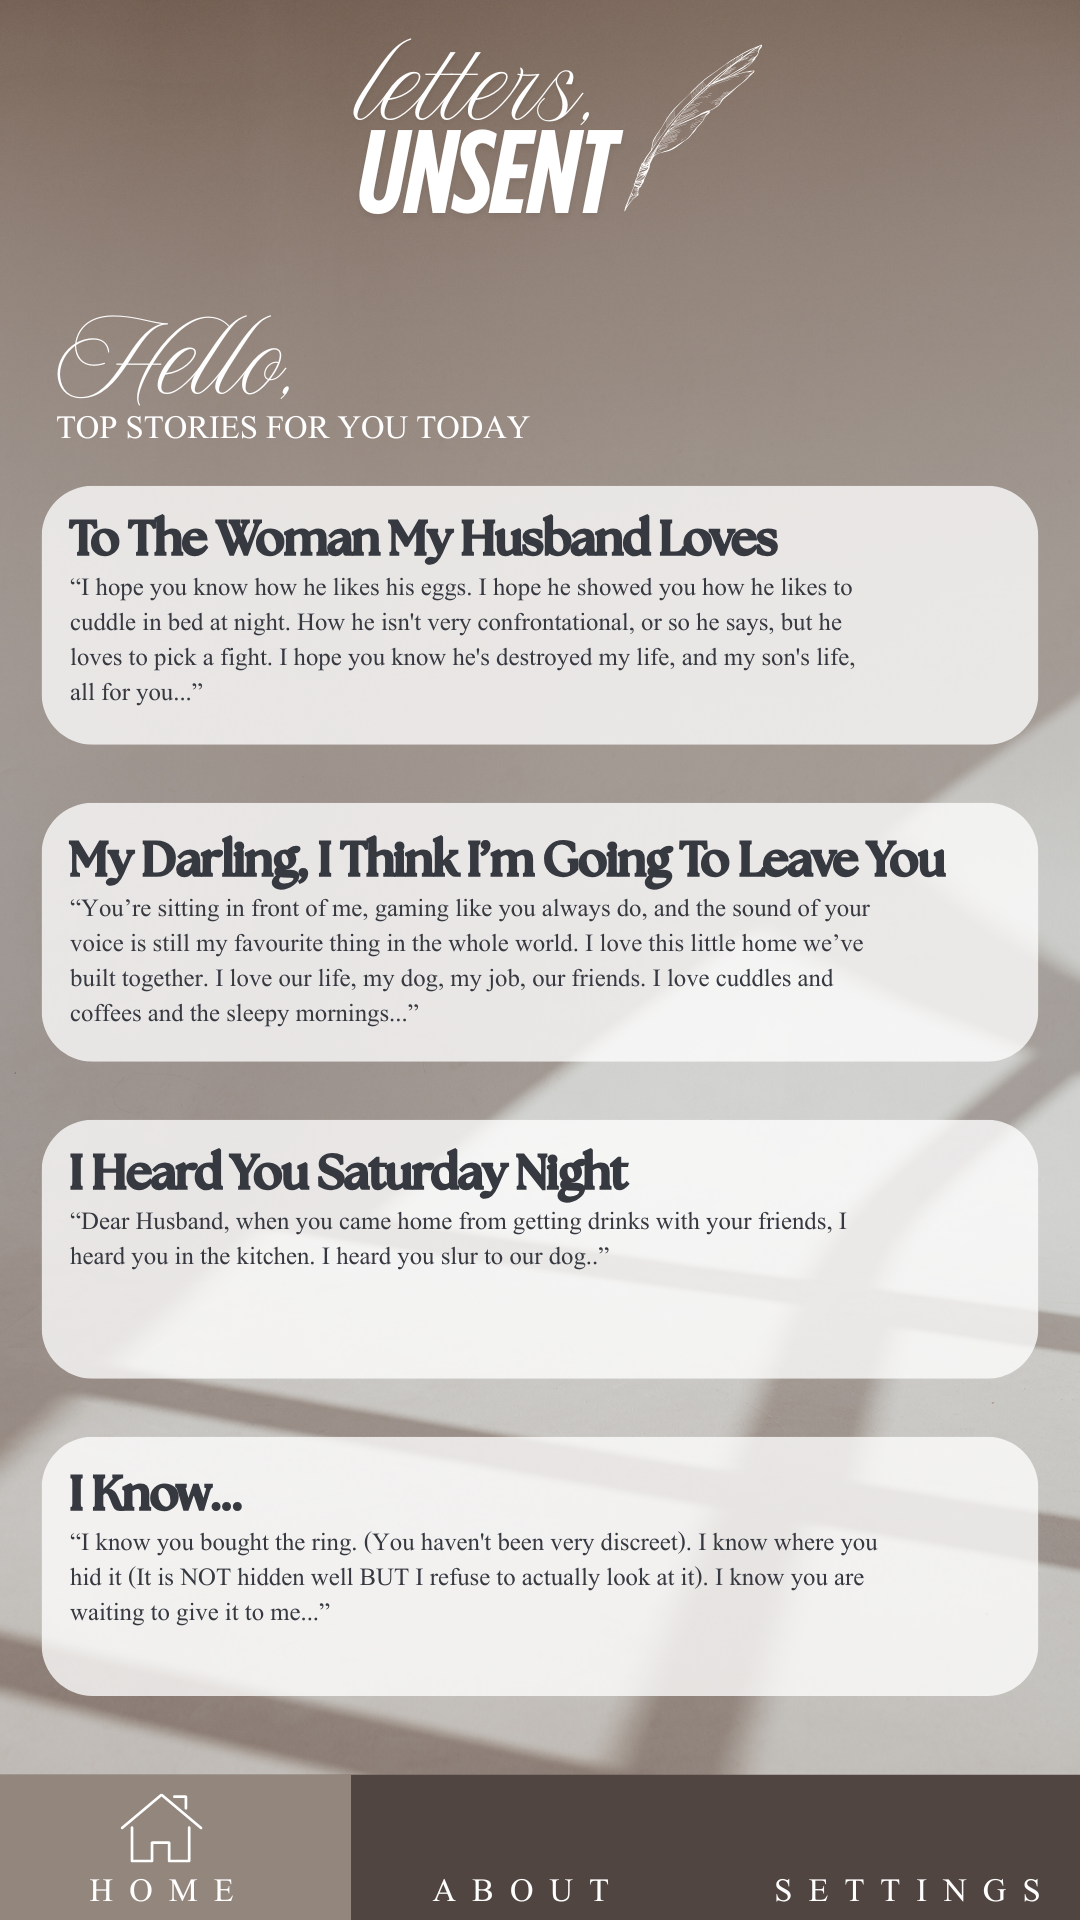 letters,
UNSENT
Hello,
TOP STORIES FOR YOU TODAY
To The Woman My Husband Loves
“I hope you know how he likes his eggs. I hope he showed you how he likes to
cuddle in bed at night. How he isn't very confrontational, or so he says, but he
loves to pick a fight. I hope you know he's destroyed my life, and my son's life,
all for you...”
My Darling, I Think I’m Going To Leave You
“You’re sitting in front of me, gaming like you always do, and the sound of your
voice is still my favourite thing in the whole world. I love this little home we’ve
built together. I love our life, my dog, my job, our friends. I love cuddles and
coffees and the sleepy mornings...”
I Heard You Saturday Night
“Dear Husband, when you came home from getting drinks with your friends, I
heard you in the kitchen. I heard you slur to our dog..”
I Know...
“I know you bought the ring. (You haven't been very discreet). I know where you
hid it (It is NOT hidden well BUT I refuse to actually look at it). I know you are
waiting to give it to me...”
HOME ABOUT SETTINGS